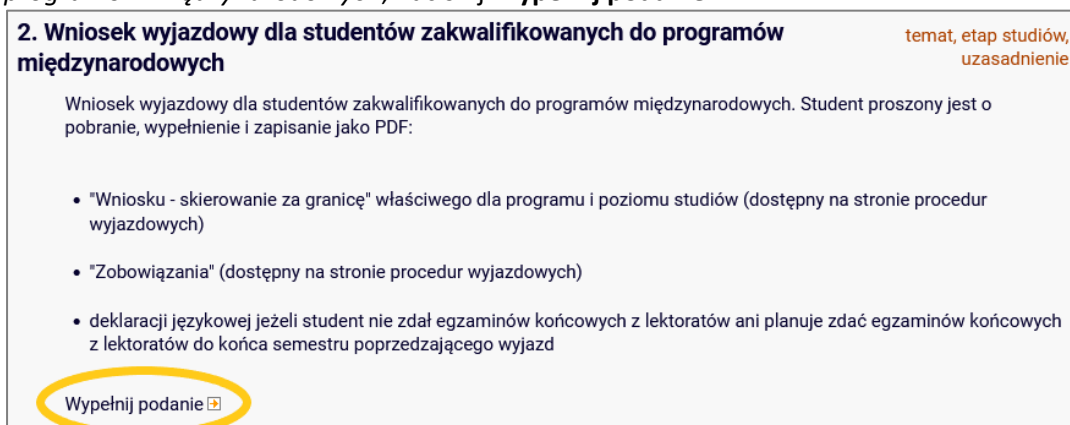 2. Wniosek wyjazdowy dla studentów zakwalifikowanych do programów
międzynarodowych
temat, etap studiów,
uzasadnienie
Wniosek wyjazdowy dla studentów zakwalifikowanych do programów międzynarodowych. Student proszony jest o
pobranie, wypełnienie i zapisanie jako PDF:
• "Wniosku - skierowanie za granicę" właściwego dla programu i poziomu studiów (dostępny na stronie procedur
wyjazdowych)
• "Zobowiązania" (dostępny na stronie procedur wyjazdowych)
• deklaracji językowej jeżeli student nie zdał egzaminów końcowych z lektoratów ani planuje zdać egzaminów końcowych
z lektoratów do końca semestru poprzedzającego wyjazd
Wypełnij podanie